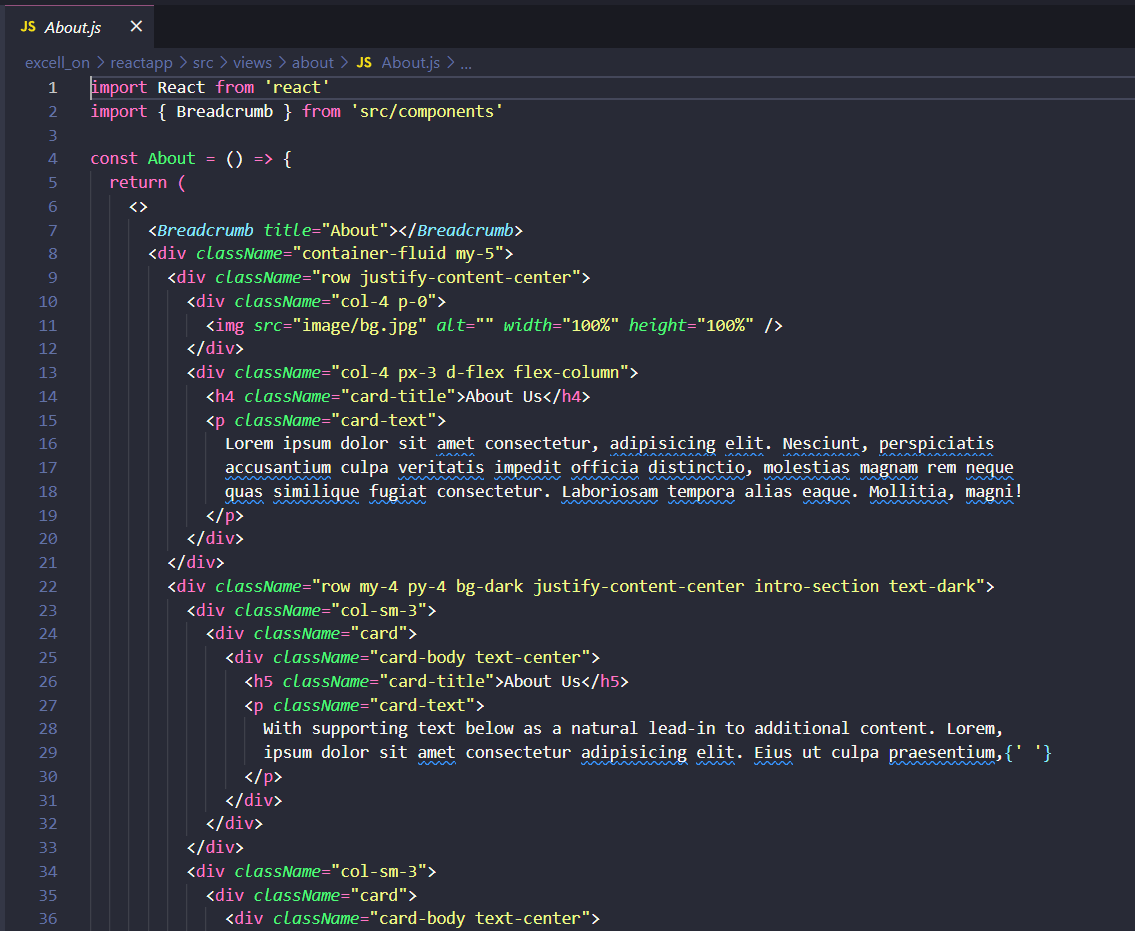 JS About.js ×
excell_on > reactapp > src > views > about > JS About.js > ...
1 import React from 'react'
2 import { Breadcrumb } from 'src/components'
3
4 const About = () => {
5 return (
6 <>
7 <Breadcrumb title="About"></Breadcrumb>
8 <div className="container-fluid my-5">
9 <div className="row justify-content-center">
10 <div className="col-4 p-0">
11 <img src="image/bg.jpg" alt="" width="100%" height="100%" />
12 </div>
13 <div className="col-4 px-3 d-flex flex-column">
14 <h4 className="card-title">About Us</h4>
15 <p className="card-text">
16 Lorem ipsum dolor sit amet consectetur, adipisicing elit. Nesciunt, perspiciatis
17 accusantium culpa veritatis impedit officia distinctio, molestias magnam rem neque
18 quas similique fugiat consectetur. Laboriosam tempora alias eaque. Mollitia, magni!
19 </p>
20 </div>
21 </div>
22 <div className="row my-4 py-4 bg-dark justify-content-center intro-section text-dark">
23 <div className="col-sm-3">
24 <div className="card">
25 <div className="card-body text-center">
26 <h5 className="card-title">About Us</h5>
27 <p className="card-text">
28 With supporting text below as a natural lead-in to additional content. Lorem,
29 ipsum dolor sit amet consectetur adipisicing elit. Eius ut culpa praesentium,{' '}
30 </p>
31 </div>
32 </div>
33 </div>
34 <div className="col-sm-3">
35 <div className="card">
36 <div className="card-body text-center">